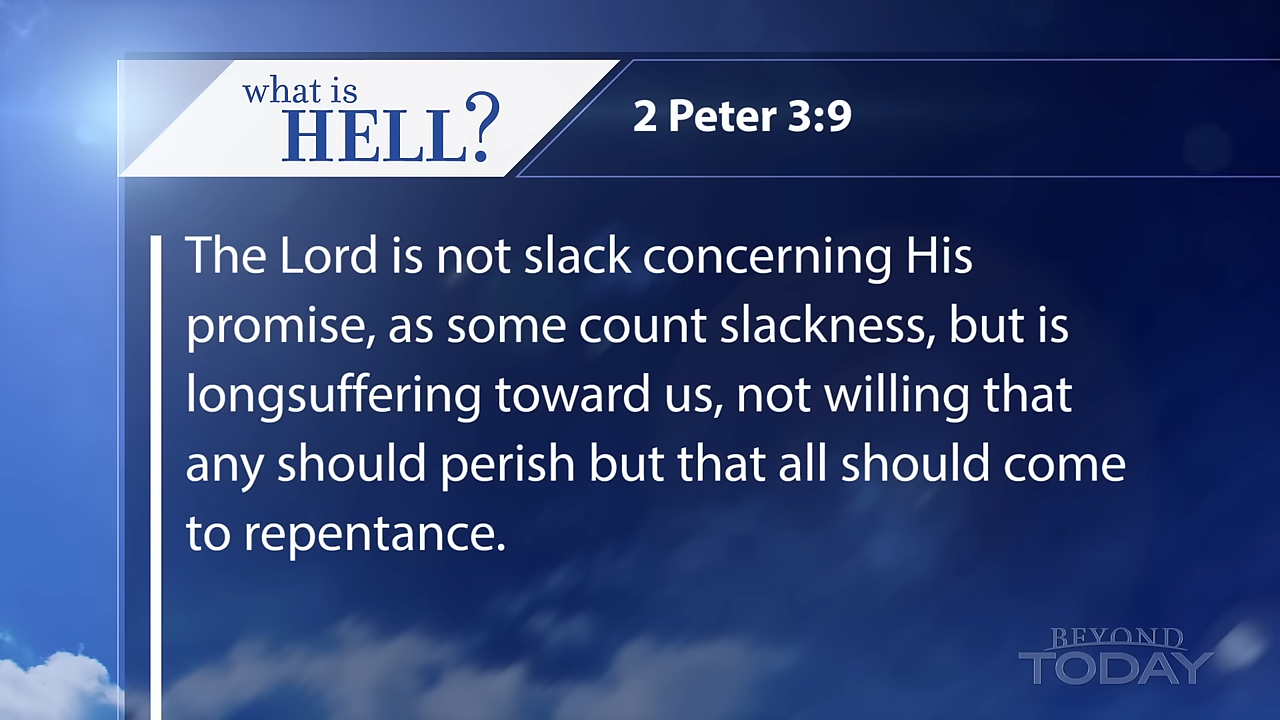 what is
HELL?
2 Peter 3:9
The Lord is not slack concerning His
promise, as some count slackness, but is
longsuffering toward us, not willing that
any should perish but that all should come
to repentance.
BEYOND
TODAY